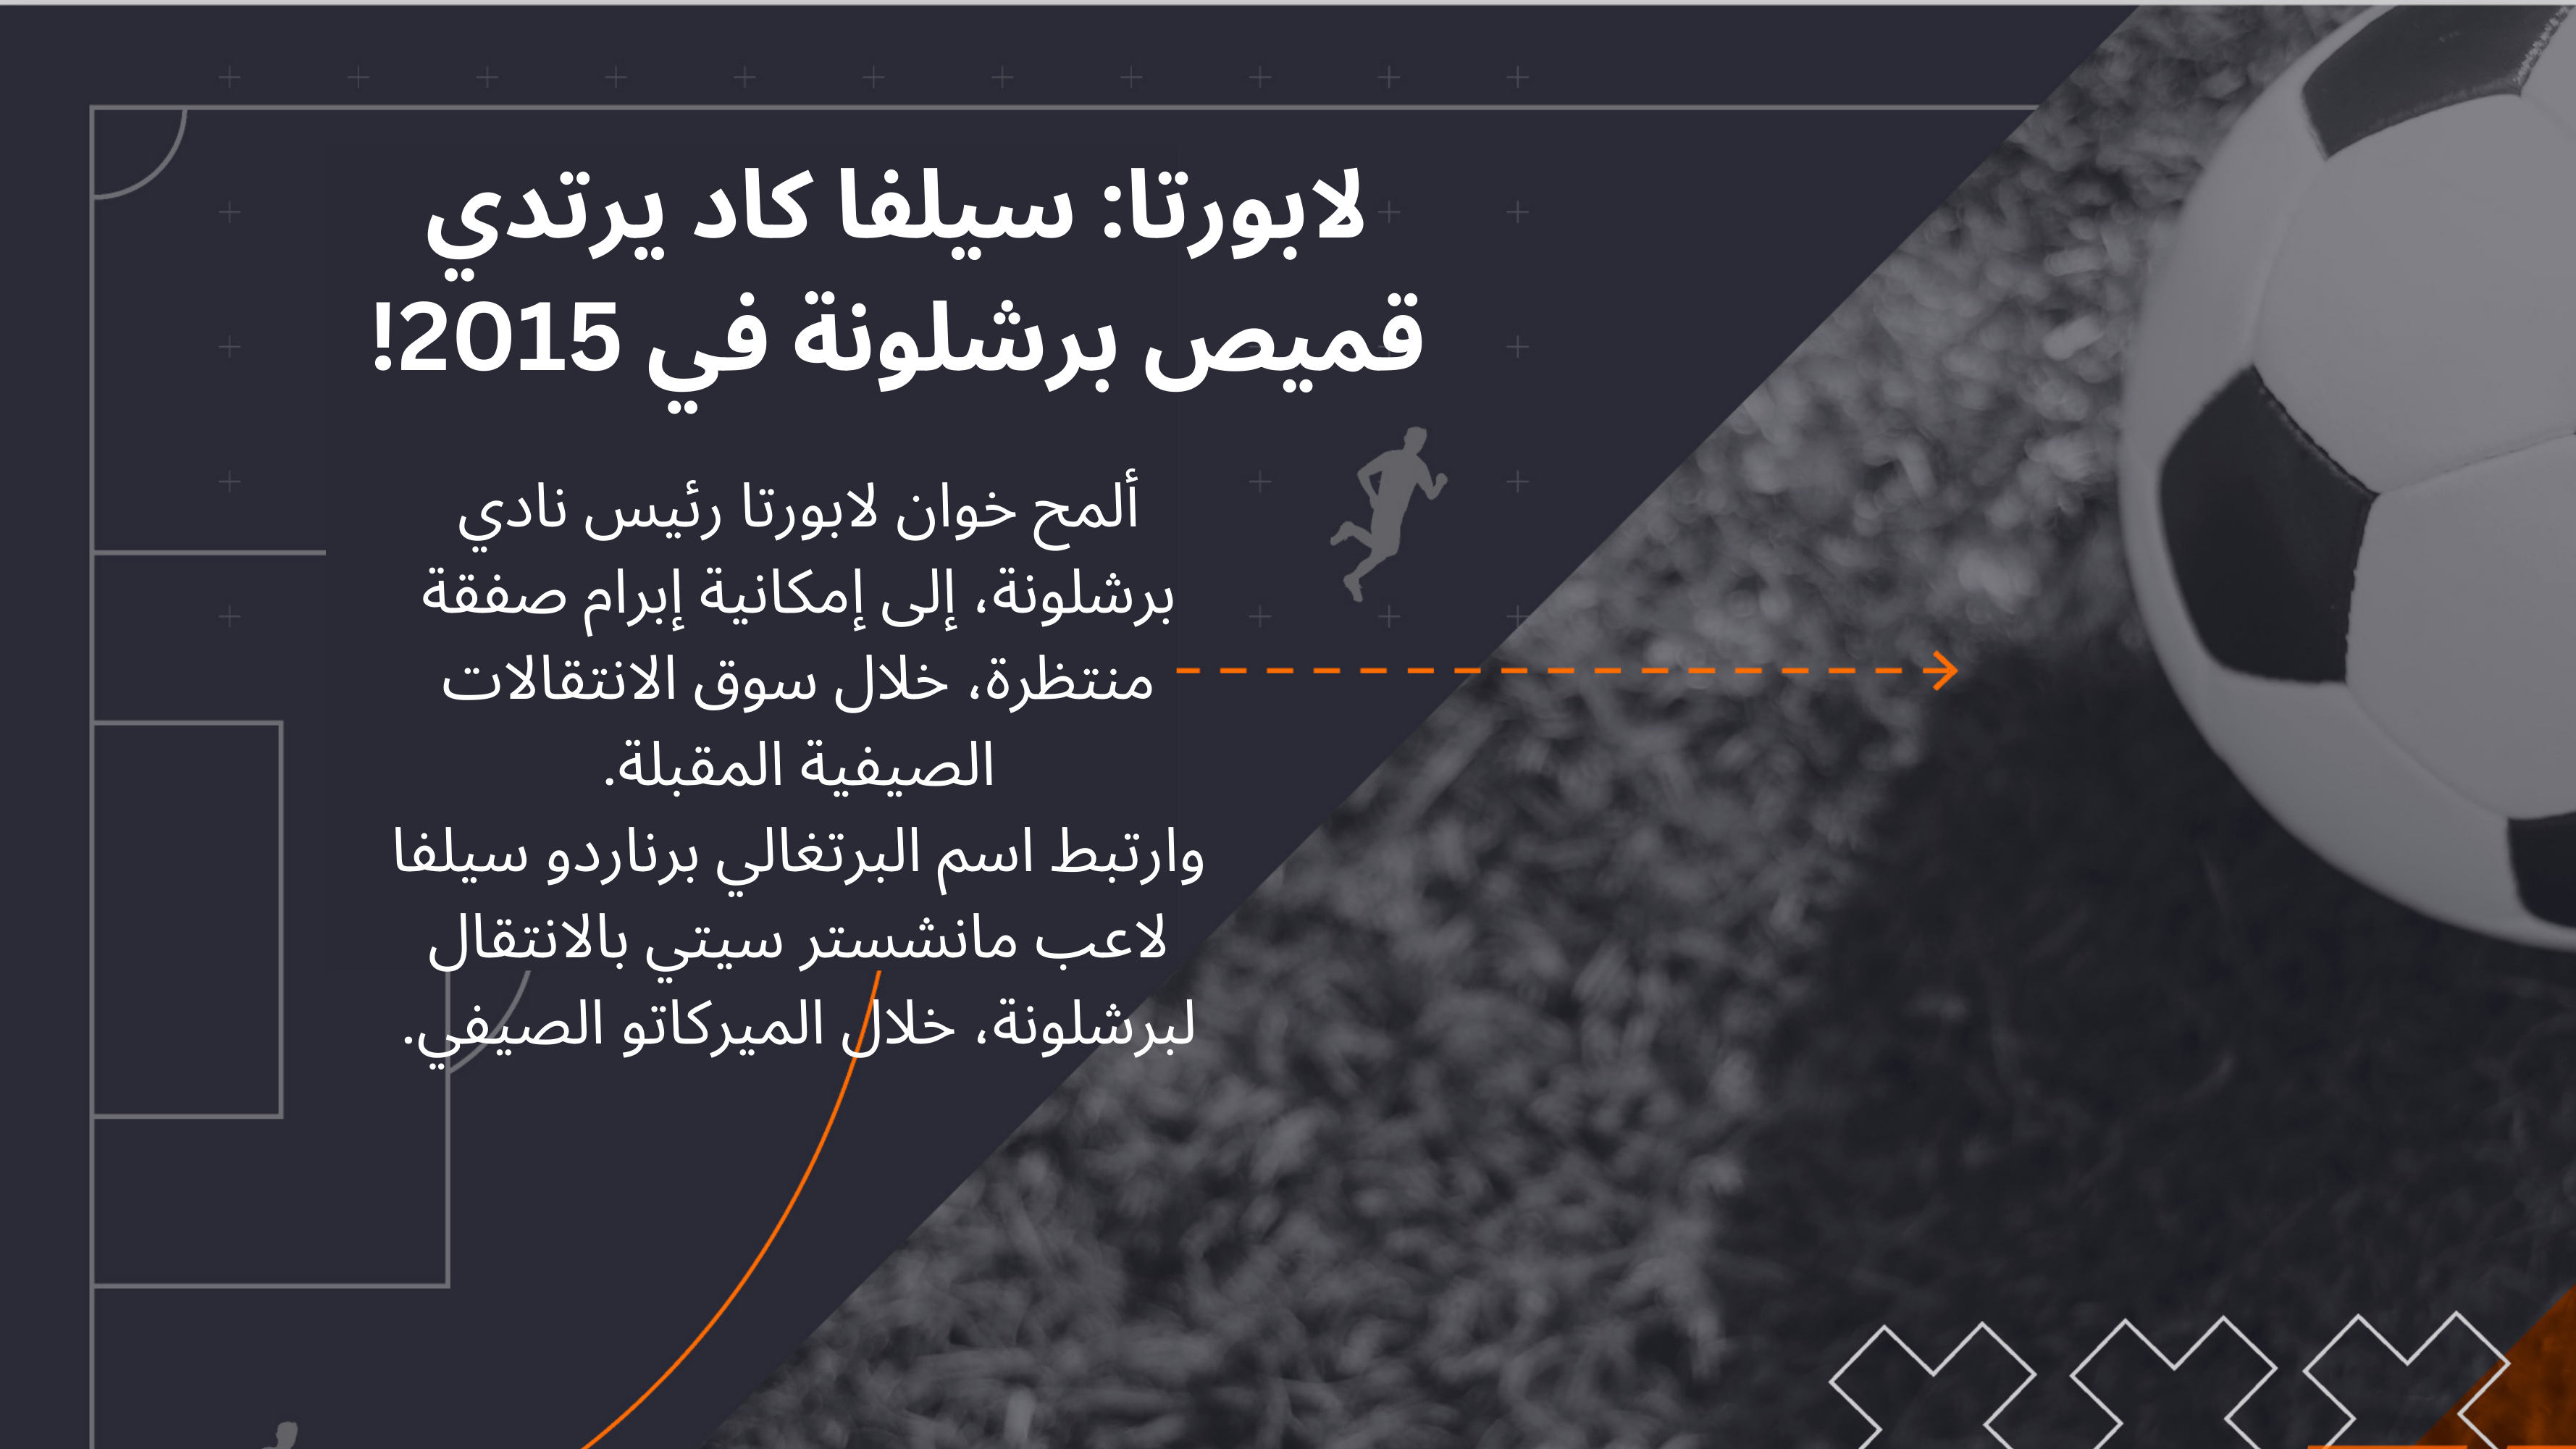 لابورتا: سيلفا كاد يرتدي
قميص برشلونة في 2015!
ألمح خوان لابورتا رئيس نادي
برشلونة، إلى إمكانية إبرام صفقة
منتظرة، خلال سوق الانتقالات
الصيفية المقبلة.
وارتبط اسم البرتغالي برناردو سيلفا
لاعب مانشستر سيتي بالانتقال
لبرشلونة، خلال الميركاتو الصيفي.